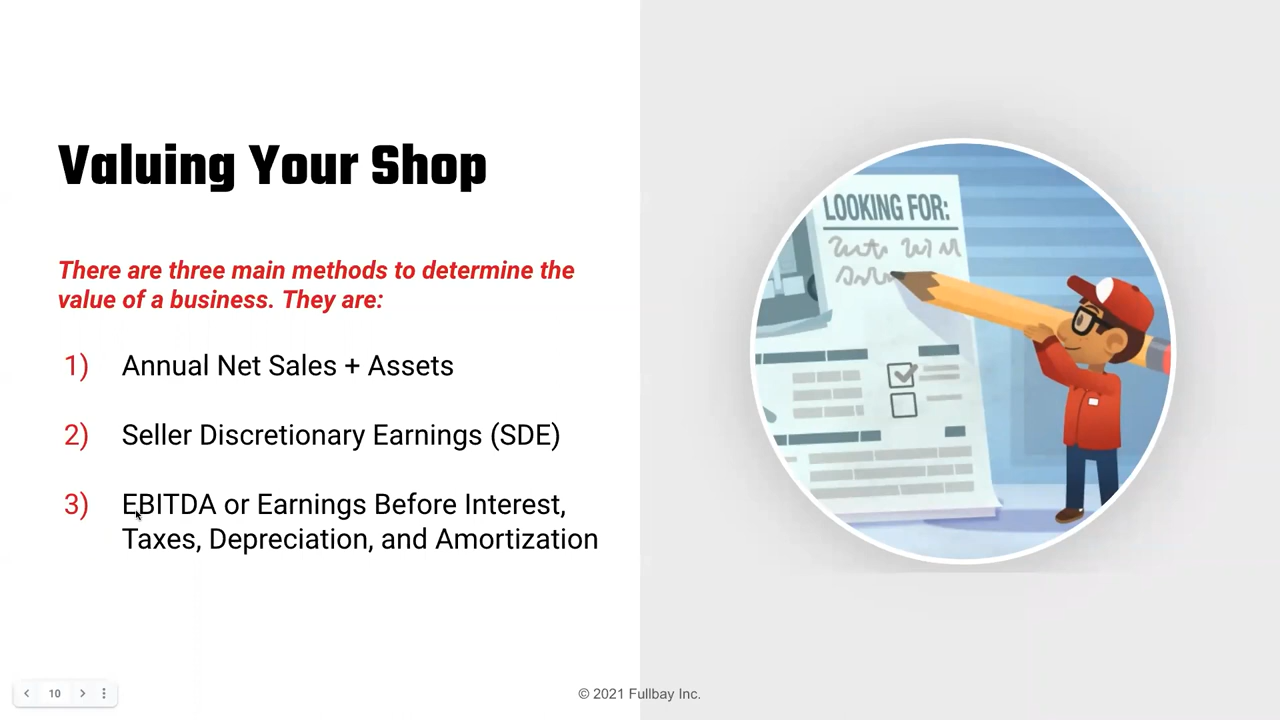 Valuing Your Shop
There are three main methods to determine the
value of a business. They are:
1) Annual Net Sales + Assets
2) Seller Discretionary Earnings (SDE)
3) EBITDA or Earnings Before Interest,
Taxes, Depreciation, and Amortization
LOOKING FOR:
10
© 2021 Fullbay Inc.